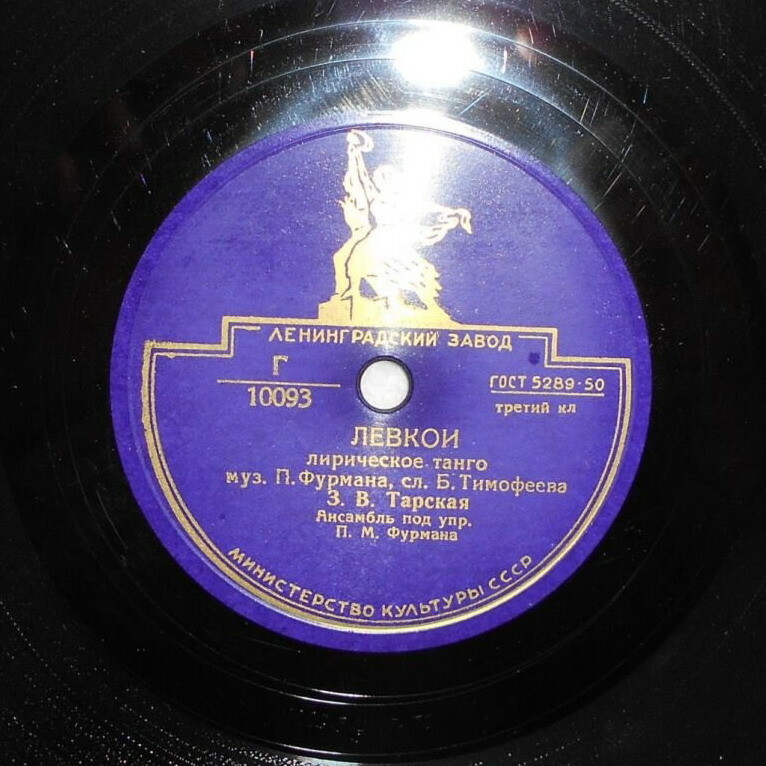 ЛЕНИНГРАДСКИЙ ЗАВОД
Г
10093
ГОСТ 5289-50
третий кл
ЛЕВКОИ
лирическое танго
муз. П. Фурмана, сл. Б. Тимофеева
З. В. Тарская
Ансамбль под упр.
П. М. Фурмана
МИНИСТЕРСТВО КУЛЬТУРЫ СССР